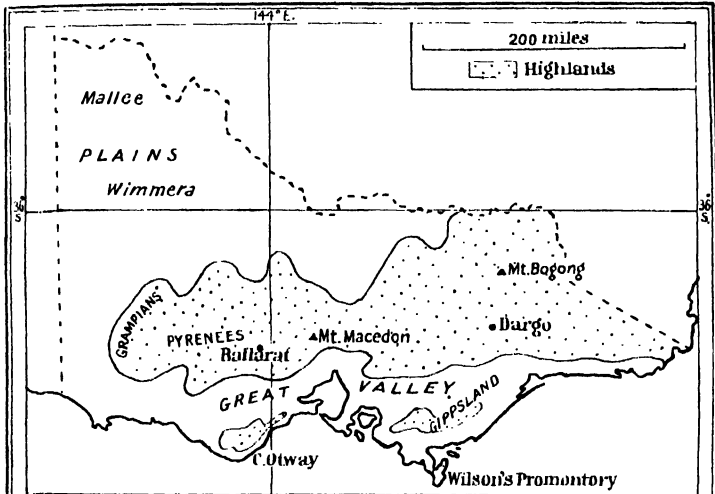 144° E.
200 miles
Highlands
Mallee
PLAINS
Wimmera
36° S
36° S
Mt. Bogong
GRAMPIANS
PYRENEES
Ballarat
Mt. Macedon
Dargo
GREAT VALLEY
GIPPSLAND
C. Otway
Wilson's Promontory